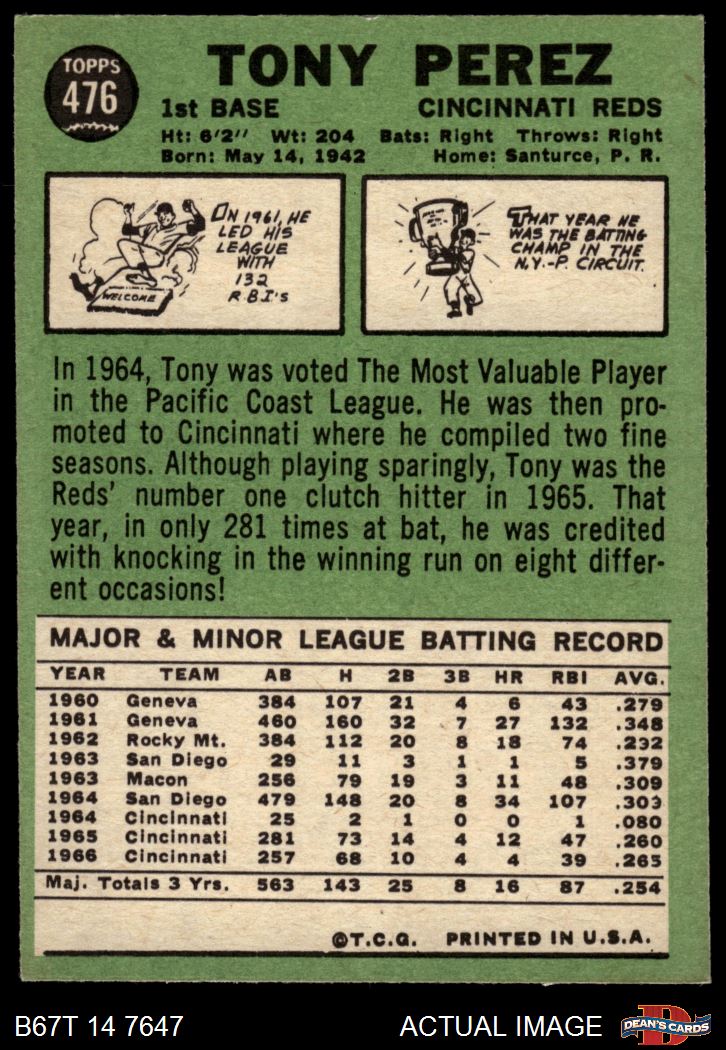 TOPPS
476
TONY PEREZ
1st BASE CINCINNATI REDS
Ht: 6'2" Wt: 204 Bats: Right Throws: Right
Born: May 14, 1942 Home: Santurce, P. R.
WELCOME
IN 1961, HE
LED HIS
LEAGUE
WITH
132
R.B.I's
THAT YEAR HE
WAS THE BATTING
CHAMP IN THE
N.Y.-P. CIRCUIT.
In 1964, Tony was voted The Most Valuable Player
in the Pacific Coast League. He was then pro-
moted to Cincinnati where he compiled two fine
seasons. Although playing sparingly, Tony was the
Reds' number one clutch hitter in 1965. That
year, in only 281 times at bat, he was credited
with knocking in the winning run on eight differ-
ent occasions!
MAJOR & MINOR LEAGUE BATTING RECORD
YEAR TEAM AB H 2B 3B HR RBI AVG.
1960 Geneva 384 107 21 4 6 43 .279
1961 Geneva 460 160 32 7 27 132 .348
1962 Rocky Mt. 384 112 20 8 18 74 .292
1963 San Diego 29 11 3 1 1 5 .379
1963 Macon 256 79 19 3 11 48 .309
1964 San Diego 479 148 20 8 34 107 .303
1964 Cincinnati 25 2 1 0 0 1 .080
1965 Cincinnati 281 73 14 4 12 47 .260
1966 Cincinnati 257 68 10 4 4 39 .265
Maj. Totals 3 Yrs. 563 143 25 8 16 87 .254
©T.C.G. PRINTED IN U.S.A.
B67T 14 7647 ACTUAL IMAGE
DEAN'S CARDS